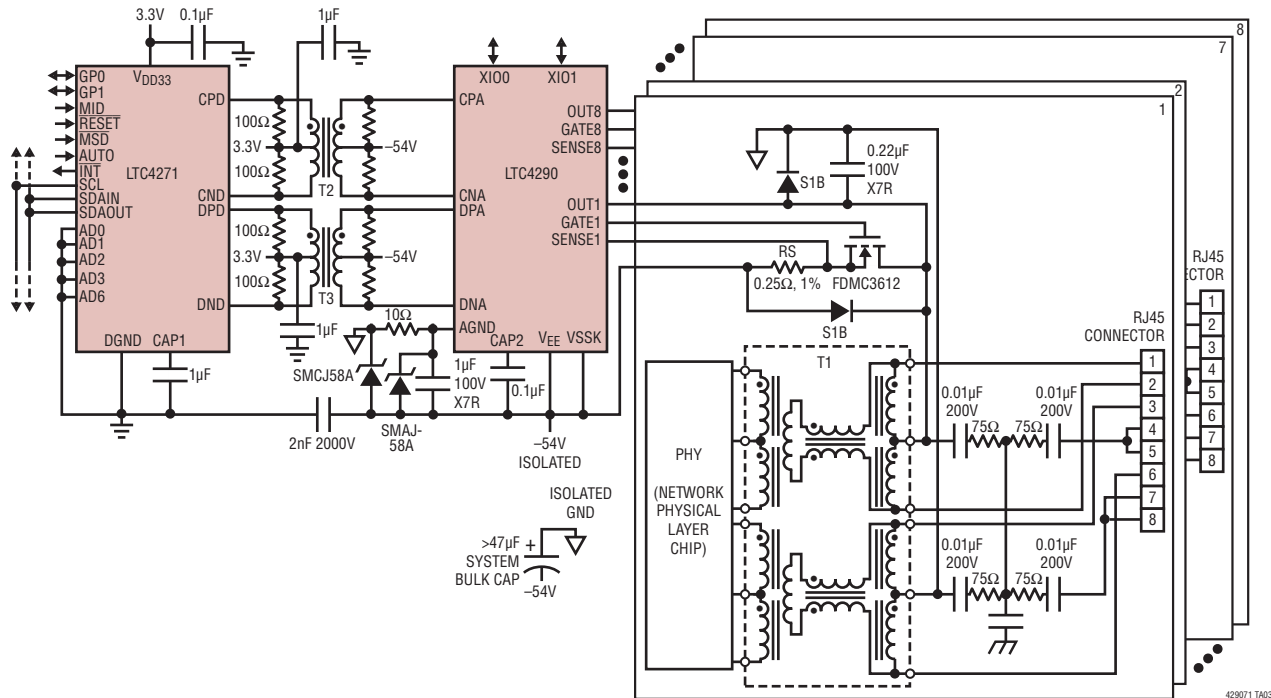 3.3V
0.1µF
1µF
VDD33
GP0
GP1
MID
RESET
MSD
AUTO
INT
SCL
SDAIN
SDAOUT
AD0
AD1
AD2
AD3
AD6
LTC4271
CPD
CND
DPD
DND
DGND
CAP1
1µF
100Ω
3.3V
100Ω
T2
–54V
100Ω
3.3V
100Ω
T3
–54V
1µF
10Ω
SMCJ58A
SMAJ-
58A
1µF
100V
X7R
2nF 2000V
XIO0
XIO1
CPA
LTC4290
CNA
DPA
DNA
AGND
CAP2
VEE
VSSK
0.1µF
OUT8
GATE8
SENSE8
OUT1
GATE1
SENSE1
–54V
ISOLATED
ISOLATED
GND
>47µF
+
SYSTEM
BULK CAP
–54V
8
7
2
1
S1B
0.22µF
100V
X7R
RS
0.25Ω, 1%
FDMC3612
S1B
RJ45
ECTOR
1
2
3
4
5
6
7
8
RJ45
CONNECTOR
1
2
3
4
5
6
7
8
T1
PHY
(NETWORK
PHYSICAL
LAYER
CHIP)
0.01µF
200V
75Ω
75Ω
0.01µF
200V
0.01µF
200V
75Ω
75Ω
0.01µF
200V
429071 TA03